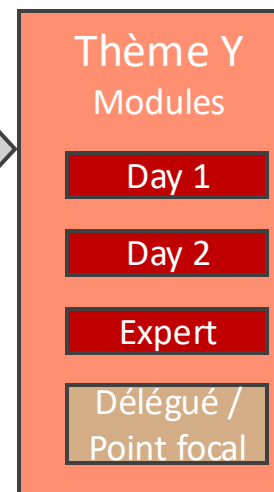 Thème Y
Modules
Day 1
Day 2
Expert
Délégué /
Point focal